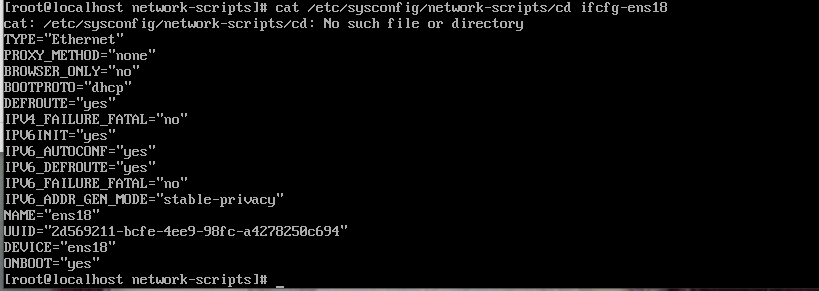 [root@localhost network-scripts]# cat /etc/sysconfig/network-scripts/cd ifcfg-ens18
cat: /etc/sysconfig/network-scripts/cd: No such file or directory
TYPE="Ethernet"
PROXY_METHOD="none"
BROWSER_ONLY="no"
BOOTPROTO="dhcp"
DEFROUTE="yes"
IPV4_FAILURE_FATAL="no"
IPV6INIT="yes"
IPV6_AUTOCONF="yes"
IPV6_DEFROUTE="yes"
IPV6_FAILURE_FATAL="no"
IPV6_ADDR_GEN_MODE="stable-privacy"
NAME="ens18"
UUID="2d569211-bcfe-4ee9-98fc-a4278250c694"
DEVICE="ens18"
ONBOOT="yes"
[root@localhost network-scripts]# _